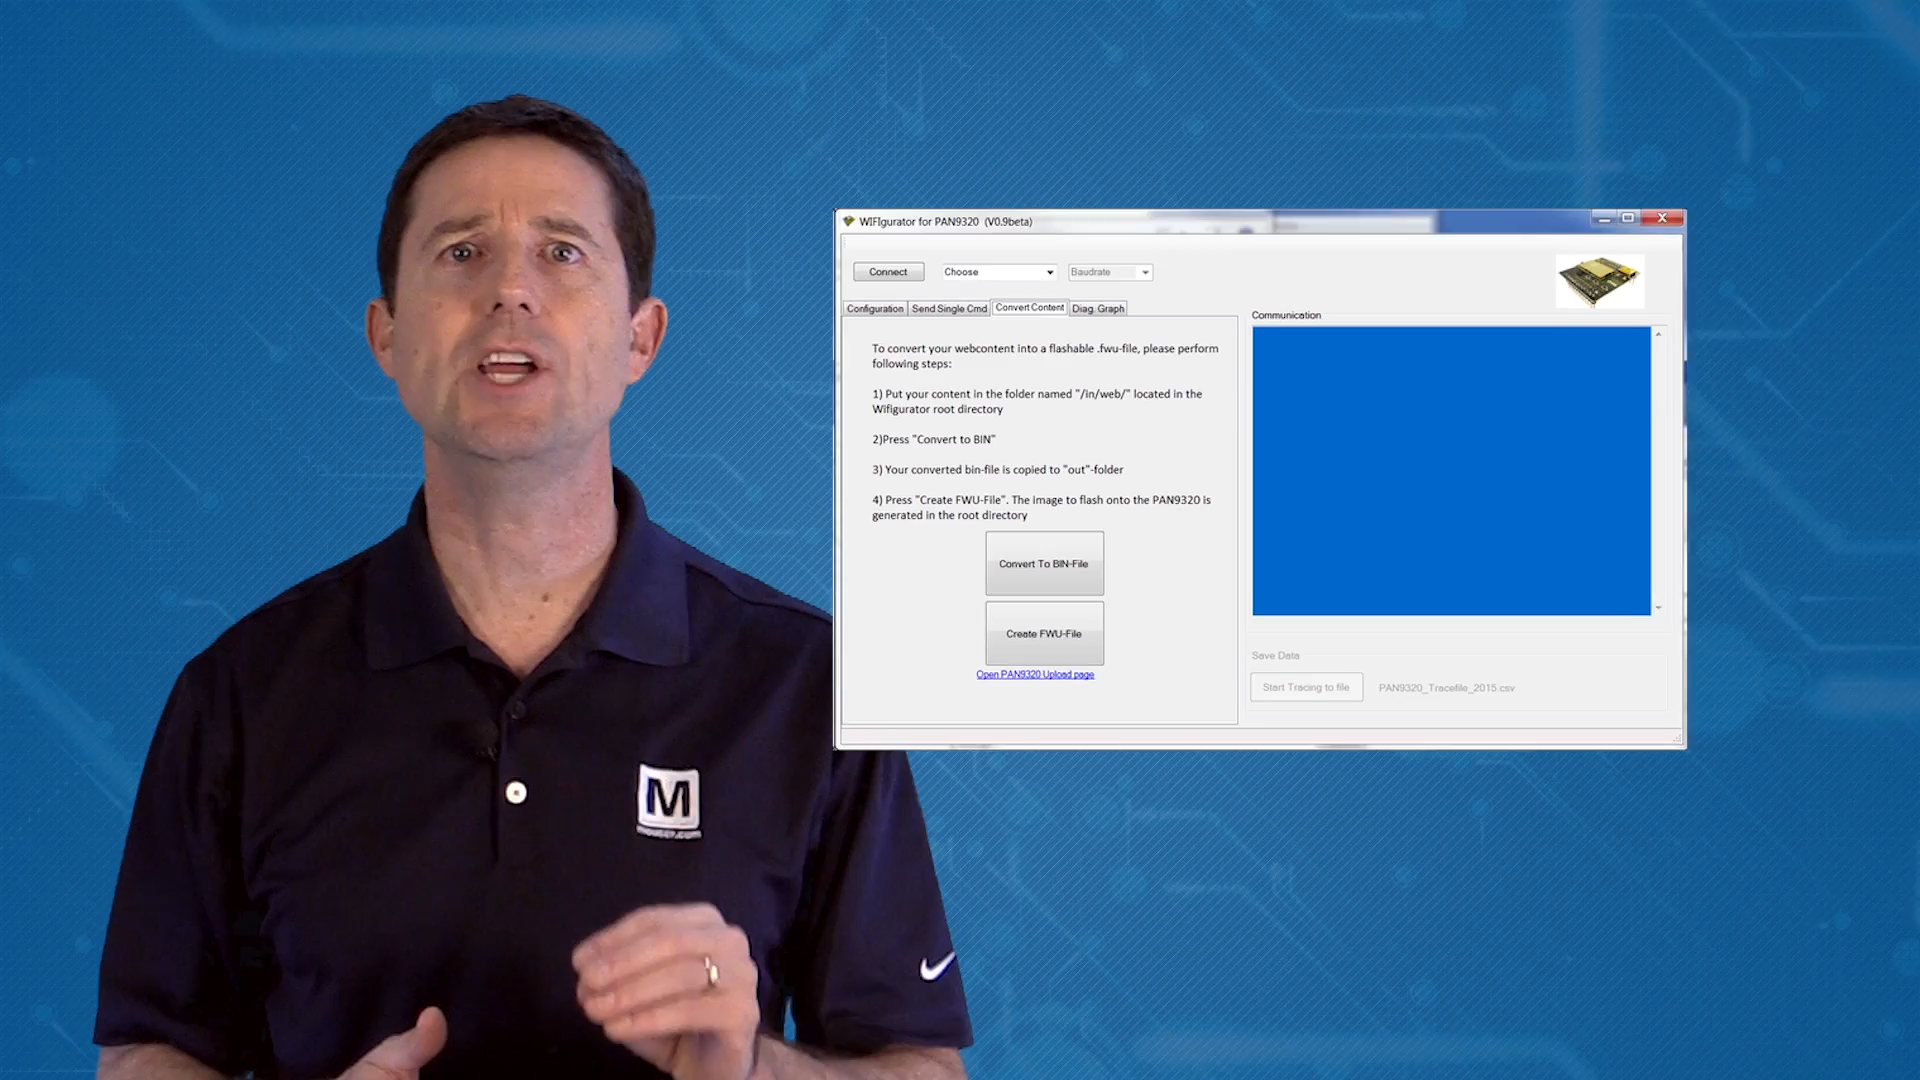 WIFIgurator for PAN9320 (V0.9beta)
Connect
Choose
Baudrate
Configuration
Send Single Cmd
Convert Content
Diag. Graph
To convert your webcontent into a flashable .fwu-file, please perform
following steps:
1) Put your content in the folder named "/in/web/" located in the
Wifigurator root directory
2)Press "Convert to BIN"
3) Your converted bin-file is copied to "out"-folder
4) Press "Create FWU-File". The image to flash onto the PAN9320 is
generated in the root directory
Convert To BIN-File
Create FWU-File
Open PAN9320 Upload page
Communication
Save Data
Start Tracing to file
PAN9320_Tracefile_2015.csv
M
mouser.com